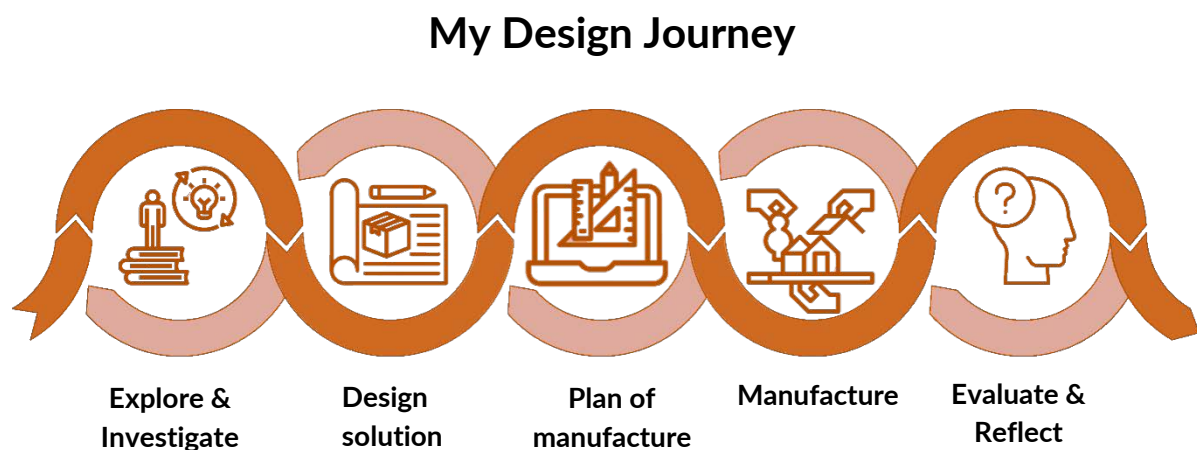 My Design Journey
?
Explore &
Investigate
Design
solution
Plan of
manufacture
Manufacture
Evaluate &
Reflect